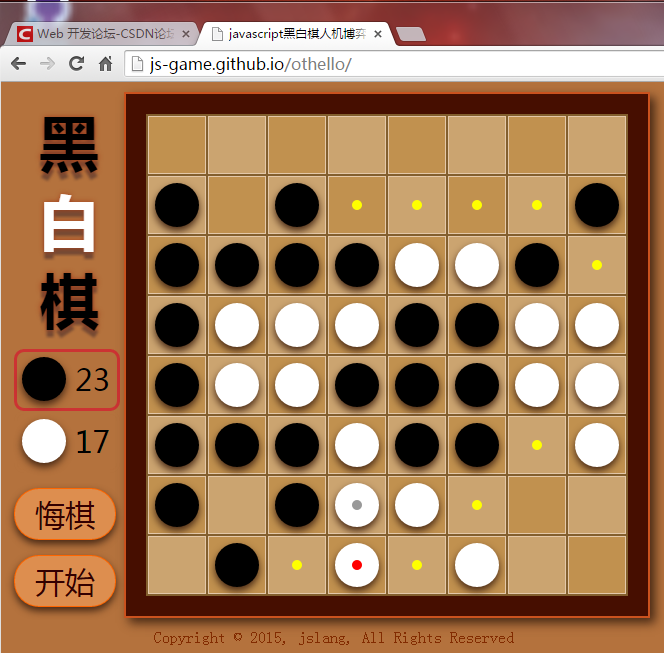 Web 开发论坛-CSDN论坛
javascript黑白棋人机博弈
js-game.github.io/othello/
黑
白
棋
23
17
悔棋
开始
Copyright © 2015, jslang, All Rights Reserved